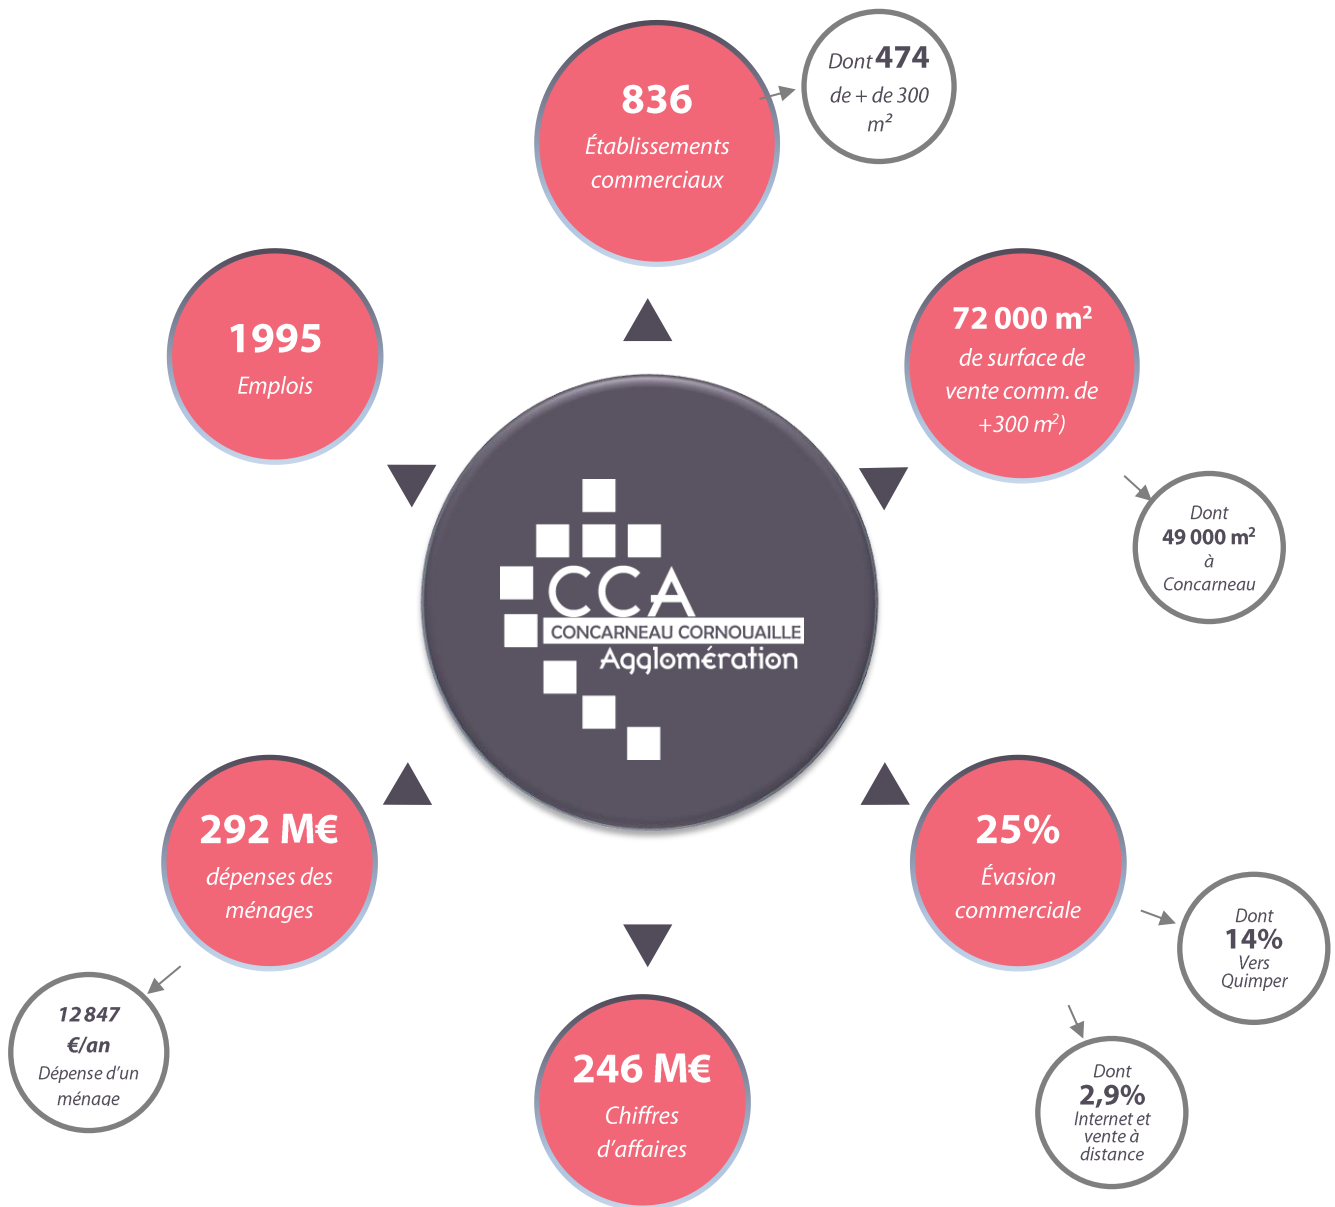 836
Établissements
commerciaux
Dont 474
de + de 300
m²
1995
Emplois
72 000 m²
de surface de
vente comm. de
+300 m²)
Dont
49 000 m²
à
Concarneau
CCA
CONCARNEAU CORNOUAILLE
Agglomération
292 M€
dépenses des
ménages
12 847
€/an
Dépense d’un
ménage
25%
Évasion
commerciale
Dont
14%
Vers
Quimper
Dont
2,9%
Internet et
vente à
distance
246 M€
Chiffres
d’affaires